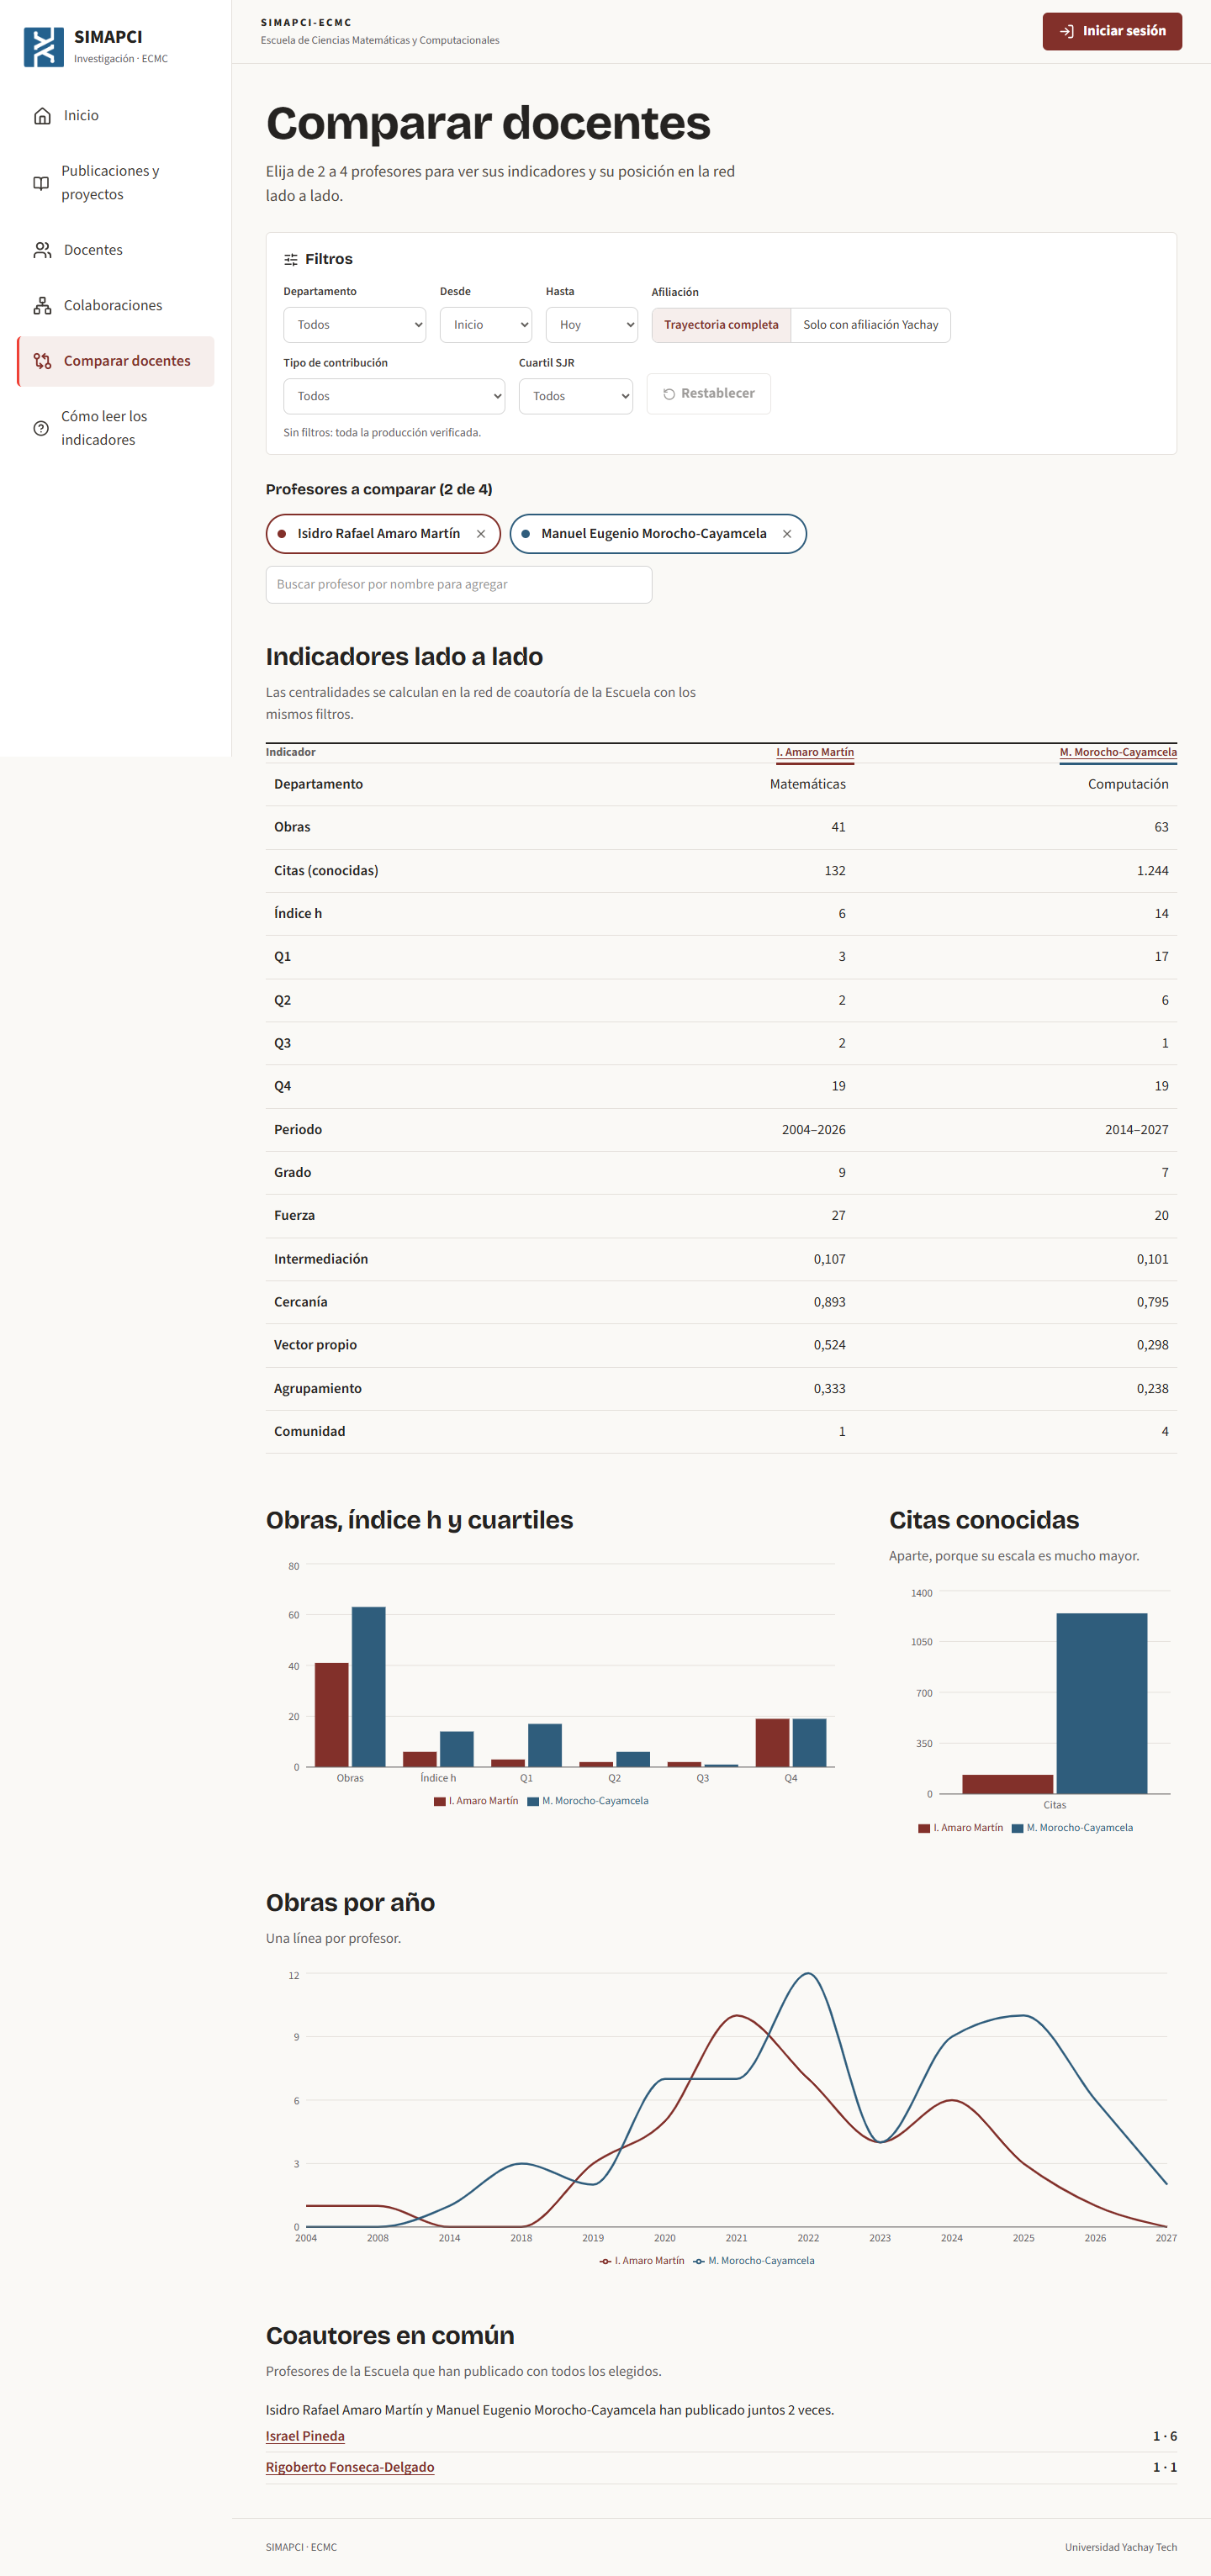 SIMAPCI
Investigación · ECMC
Inicio
Publicaciones y
proyectos
Docentes
Colaboraciones
Comparar docentes
Cómo leer los
indicadores
SIMAPCI-ECMC
Escuela de Ciencias Matemáticas y Computacionales
Iniciar sesión
Comparar docentes
Elija de 2 a 4 profesores para ver sus indicadores y su posición en la red
lado a lado.
Filtros
Departamento Desde Hasta Afiliación
Todos Inicio Hoy Trayectoria completa Solo con afiliación Yachay
Tipo de contribución Cuartil SJR
Todos Todos Restablecer
Sin filtros: toda la producción verificada.
Profesores a comparar (2 de 4)
Isidro Rafael Amaro Martín × Manuel Eugenio Morocho-Cayamcela ×
Buscar profesor por nombre para agregar
Indicadores lado a lado
Las centralidades se calculan en la red de coautoría de la Escuela con los
mismos filtros.
Indicador I. Amaro Martín M. Morocho-Cayamcela
Departamento Matemáticas Computación
Obras 41 63
Citas (conocidas) 132 1.244
Índice h 6 14
Q1 3 17
Q2 2 6
Q3 2 1
Q4 19 19
Periodo 2004–2026 2014–2027
Grado 9 7
Fuerza 27 20
Intermediación 0,107 0,101
Cercanía 0,893 0,795
Vector propio 0,524 0,298
Agrupamiento 0,333 0,238
Comunidad 1 4
Obras, índice h y cuartiles
80
60
40
20
0
Obras Índice h Q1 Q2 Q3 Q4
I. Amaro Martín M. Morocho-Cayamcela
Citas conocidas
Aparte, porque su escala es mucho mayor.
1400
1050
700
350
0
Citas
I. Amaro Martín M. Morocho-Cayamcela
Obras por año
Una línea por profesor.
12
9
6
3
0
2004 2008 2014 2018 2019 2020 2021 2022 2023 2024 2025 2026 2027
I. Amaro Martín M. Morocho-Cayamcela
Coautores en común
Profesores de la Escuela que han publicado con todos los elegidos.
Isidro Rafael Amaro Martín y Manuel Eugenio Morocho-Cayamcela han publicado juntos 2 veces.
Israel Pineda 1 · 6
Rigoberto Fonseca-Delgado 1 · 1
SIMAPCI · ECMC Universidad Yachay Tech